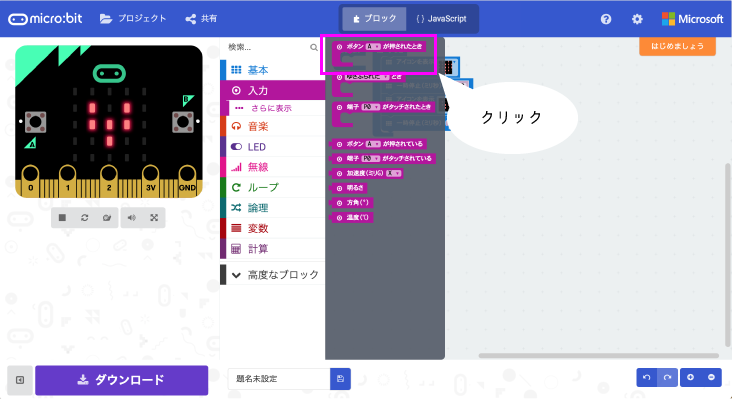 micro:bit
プロジェクト
共有
ブロック
{ } JavaScript
Microsoft
はじめましょう
検索...
基本
入力
さらに表示
音楽
LED
無線
ループ
論理
変数
計算
高度なブロック
ボタン A が押されたとき
ゆさぶられた とき
端子 P0 がタッチされたとき
ボタン A が押されている
端子 P0 がタッチされている
加速度(ミリG) X
明るさ
方角(°)
温度(℃)
クリック
B
A
0 1 2 3V GND
ダウンロード
題名未設定